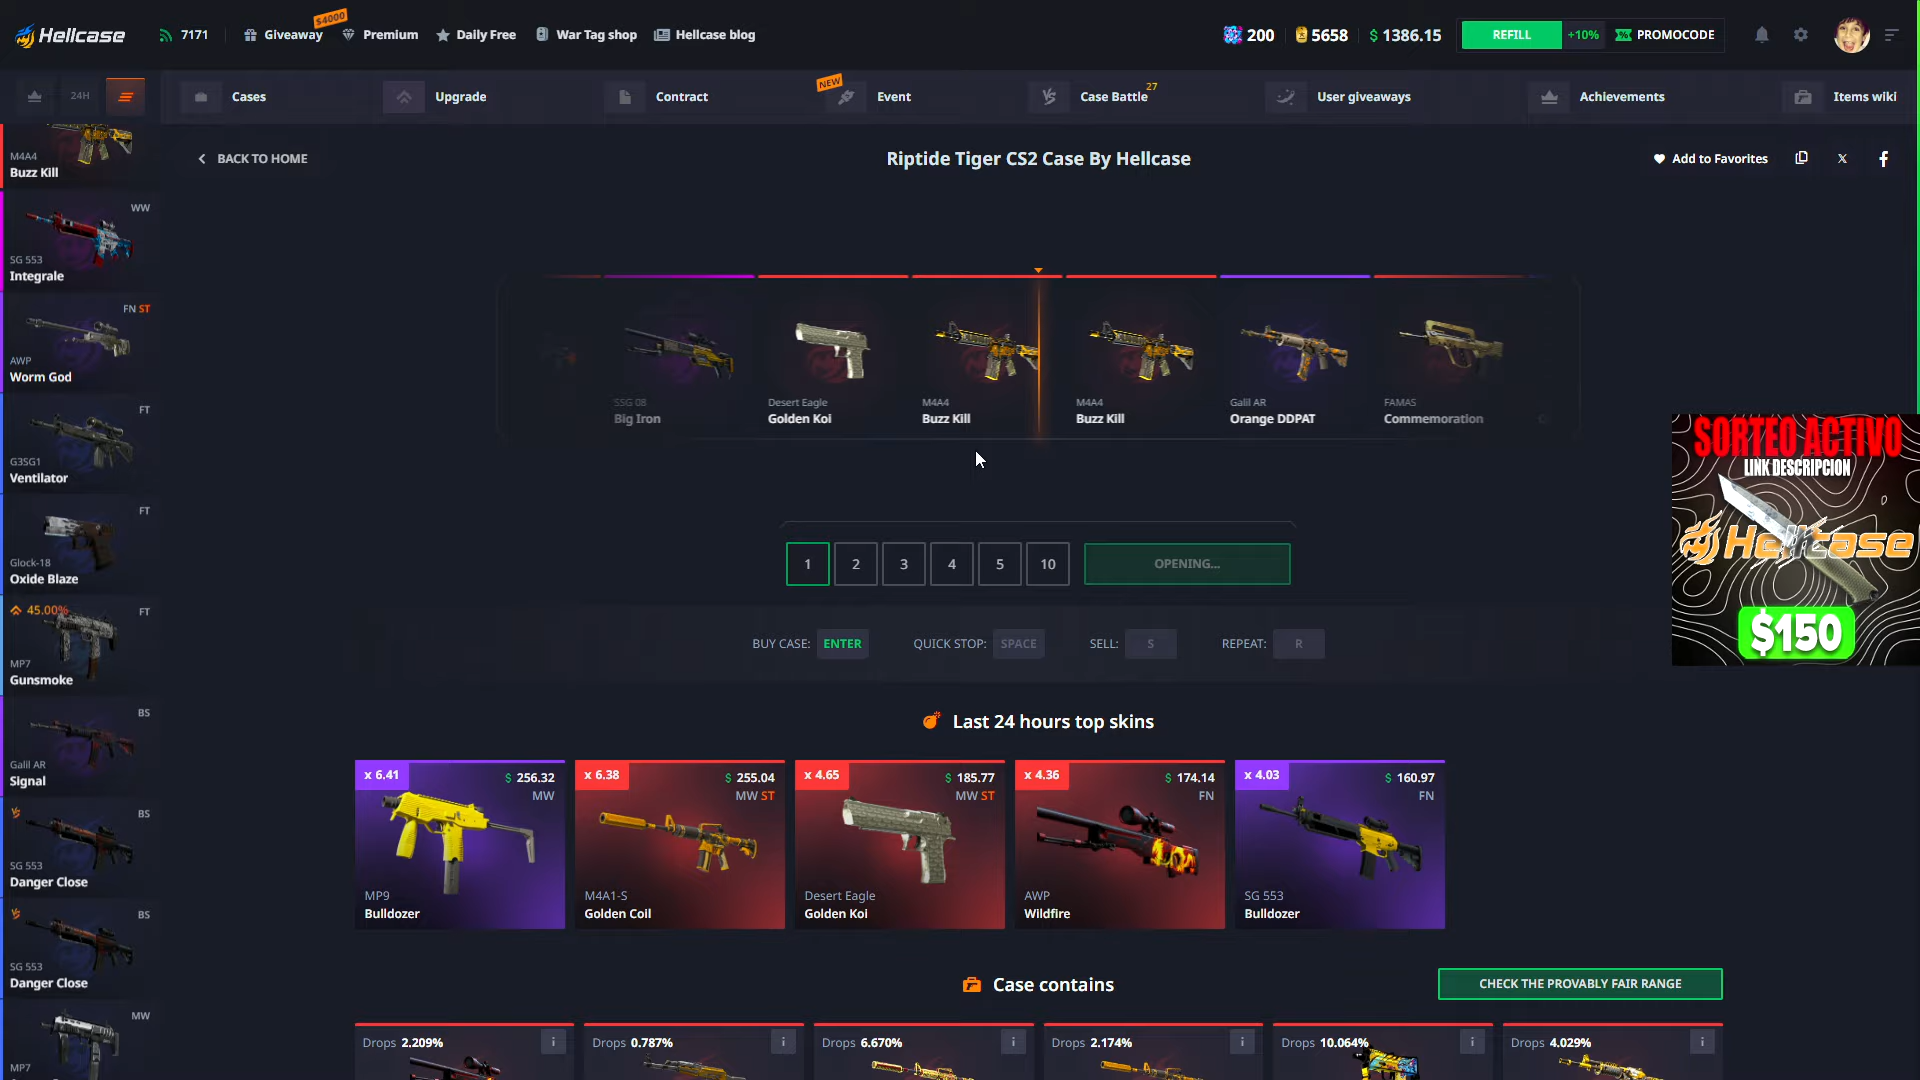 Hellcase
7171
Giveaway
$4000
Premium
Daily Free
War Tag shop
Hellcase blog
200
5658
$ 1386.15
REFILL
+10%
PROMOCODE
24H
Cases
Upgrade
Contract
NEW
Event
Case Battle
27
User giveaways
Achievements
Items wiki
BACK TO HOME
Riptide Tiger CS2 Case By Hellcase
Add to Favorites
M4A4
Buzz Kill
WW
SG 553
Integrale
FN ST
AWP
Worm God
FT
G3SG1
Ventilator
FT
Glock-18
Oxide Blaze
45.00%
FT
MP7
Gunsmoke
BS
Galil AR
Signal
BS
SG 553
Danger Close
BS
SG 553
Danger Close
MW
MP7
SSG 08
Big Iron
Desert Eagle
Golden Koi
M4A4
Buzz Kill
M4A4
Buzz Kill
Galil AR
Orange DDPAT
FAMAS
Commemoration
SORTEO ACTIVO
LINK DESCRIPCION
Hellcase
$150
1
2
3
4
5
10
OPENING...
BUY CASE: ENTER
QUICK STOP: SPACE
SELL: S
REPEAT: R
Last 24 hours top skins
x 6.41
$ 256.32
MW
MP9
Bulldozer
x 6.38
$ 255.04
MW ST
M4A1-S
Golden Coil
x 4.65
$ 185.77
MW ST
Desert Eagle
Golden Koi
x 4.36
$ 174.14
FN
AWP
Wildfire
x 4.03
$ 160.97
FN
SG 553
Bulldozer
Case contains
CHECK THE PROVABLY FAIR RANGE
Drops 2.209%
Drops 0.787%
Drops 6.670%
Drops 2.174%
Drops 10.064%
Drops 4.029%